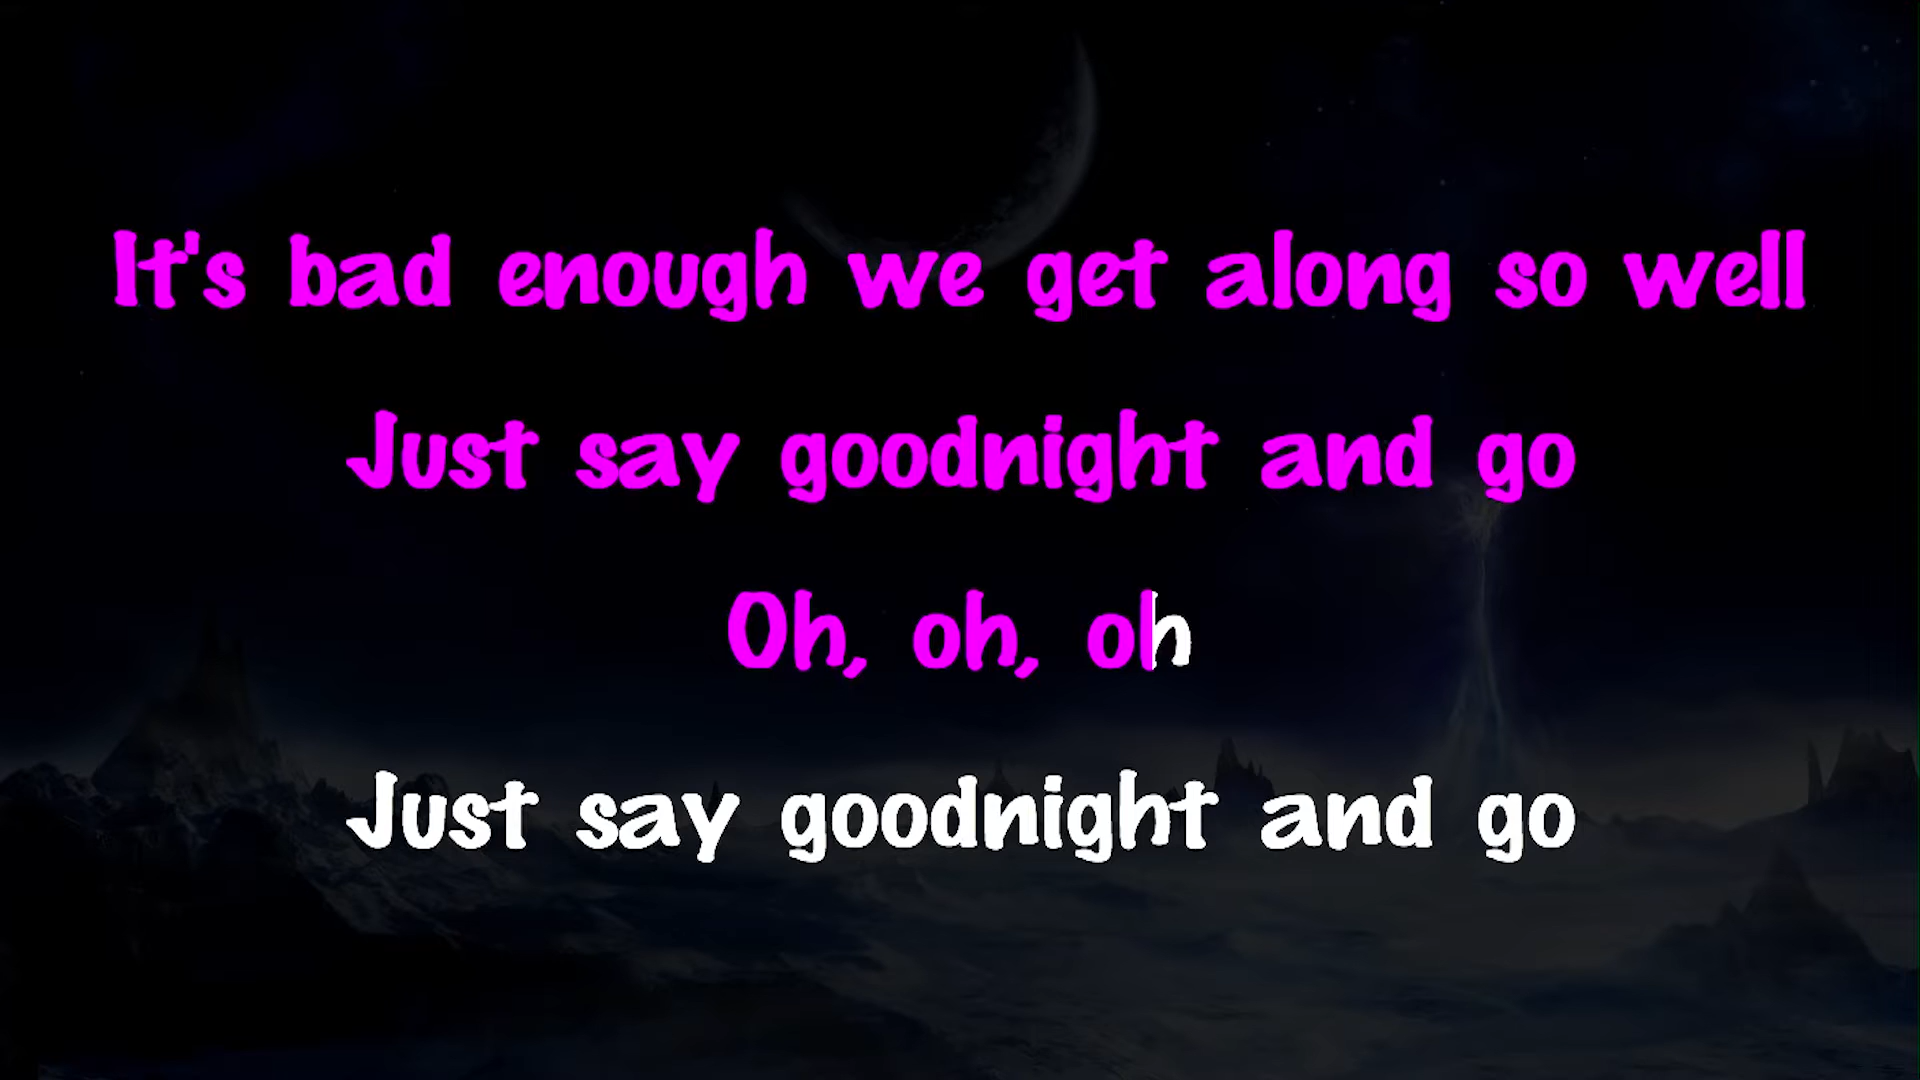 It's bad enough we get along so well
Just say goodnight and go
Oh, oh, oh
Just say goodnight and go